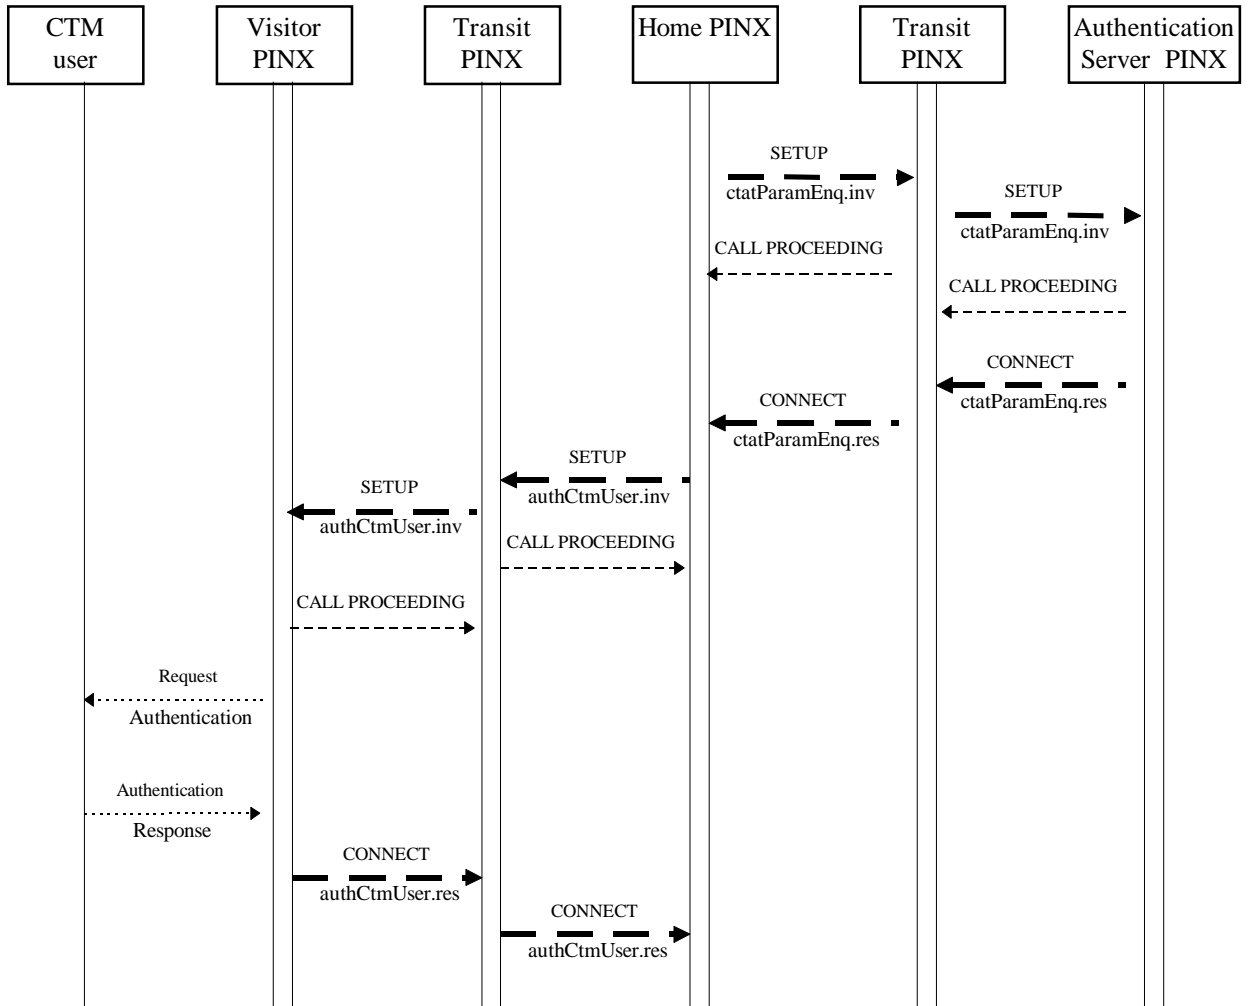 CTM
user
Visitor
PINX
Transit
PINX
Home PINX
Transit
PINX
Authentication
Server PINX
SETUP
ctatParamEnq.inv
SETUP
ctatParamEnq.inv
CALL PROCEEDING
CALL PROCEEDING
CONNECT
ctatParamEnq.res
CONNECT
ctatParamEnq.res
SETUP
authCtmUser.inv
SETUP
authCtmUser.inv
CALL PROCEEDING
CALL PROCEEDING
Request
Authentication
Authentication
Response
CONNECT
authCtmUser.res
CONNECT
authCtmUser.res